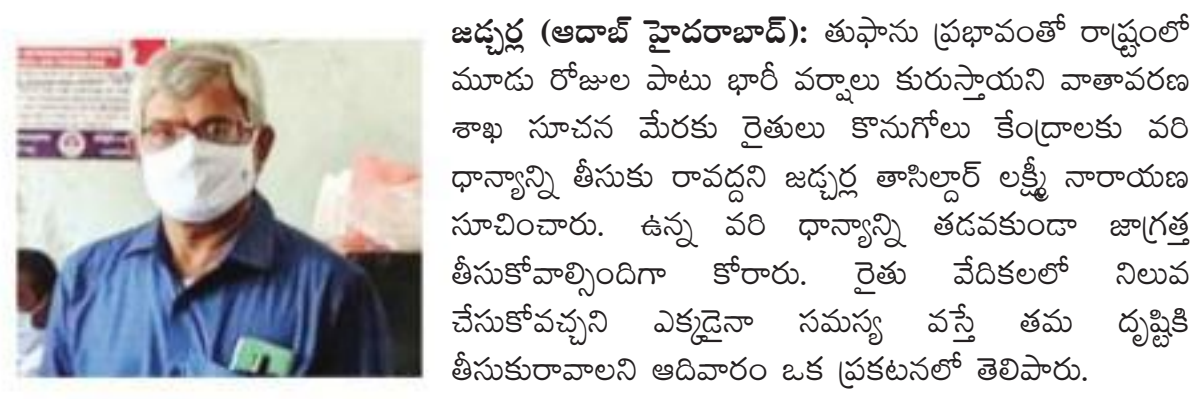 జడ్చర్ల (ఆదాబ్ హైదరాబాద్): తుఫాను ప్రభావంతో రాష్ట్రంలో
మూడు రోజుల పాటు భారీ వర్షాలు కురుస్తాయని వాతావరణ
శాఖ సూచన మేరకు రైతులు కొనుగోలు కేంద్రాలకు వరి
ధాన్యాన్ని తీసుకు రావద్దని జడ్చర్ల తాసిల్దార్ లక్ష్మీ నారాయణ
సూచించారు. ఉన్న వరి ధాన్యాన్ని తడవకుండా జాగ్రత్త
తీసుకోవాల్సిందిగా కోరారు. రైతు వేదికలలో నిలువ
చేసుకోవచ్చని ఎక్కడైనా సమస్య వస్తే తమ దృష్టికి
తీసుకురావాలని ఆదివారం ఒక ప్రకటనలో తెలిపారు.